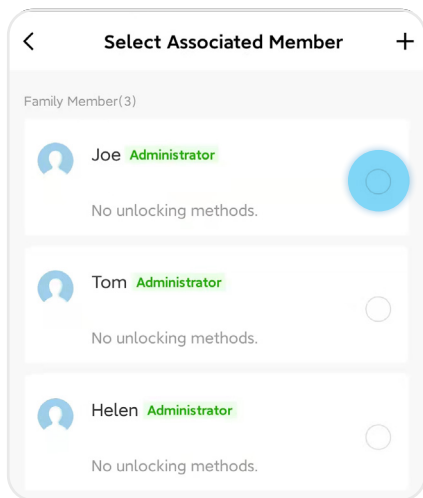 Select Associated Member
Family Member(3)
Joe Administrator
No unlocking methods.
Tom Administrator
No unlocking methods.
Helen Administrator
No unlocking methods.